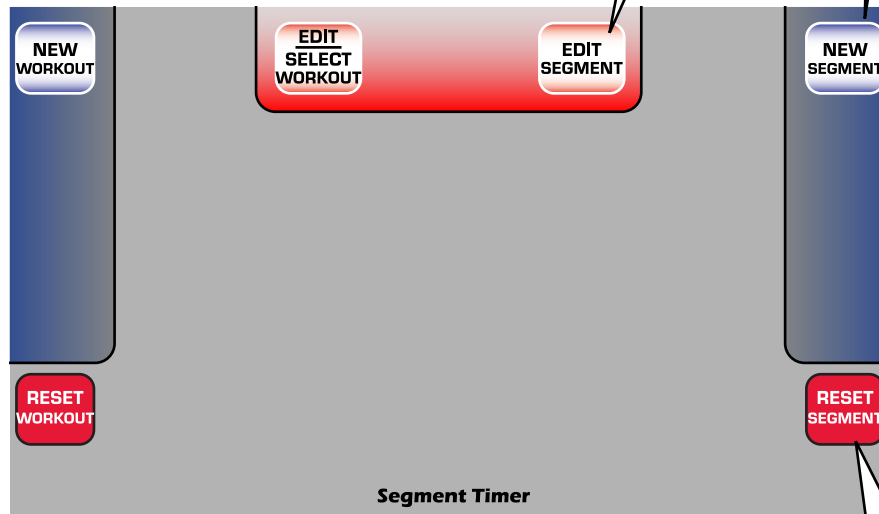 NEW
WORKOUT
EDIT
SELECT
WORKOUT
EDIT
SEGMENT
NEW
SEGMENT
RESET
WORKOUT
RESET
SEGMENT
Segment Timer